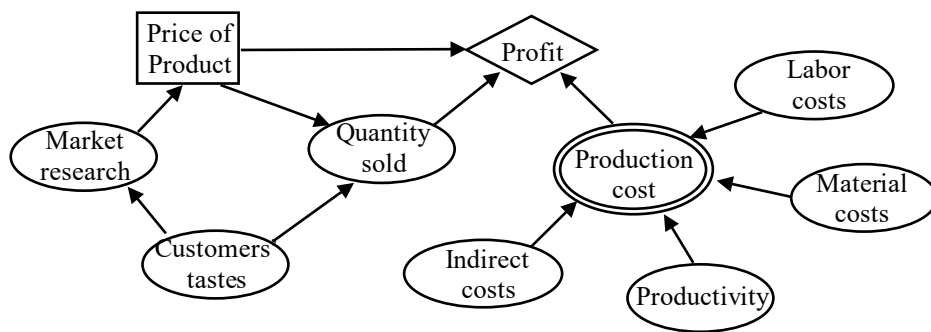 Price of
Product
Profit
Labor
costs
Market
research
Quantity
sold
Production
cost
Material
costs
Customers
tastes
Indirect
costs
Productivity